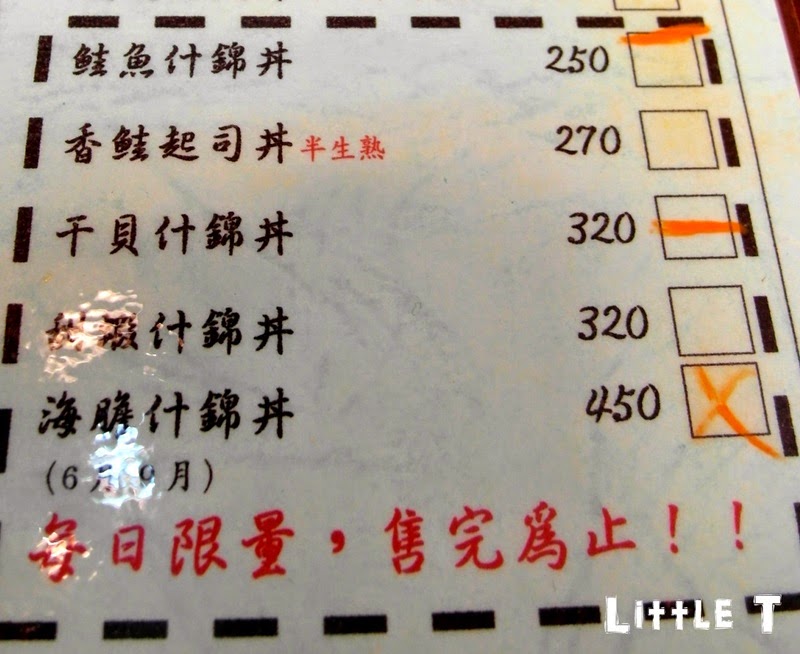 鮭魚什錦丼 250
香鮭起司丼 半生熟 270
干貝什錦丼 320
什錦丼 320
海膽什錦丼 450
(6月 9月)
每日限量，售完為止！！
LITTLE T